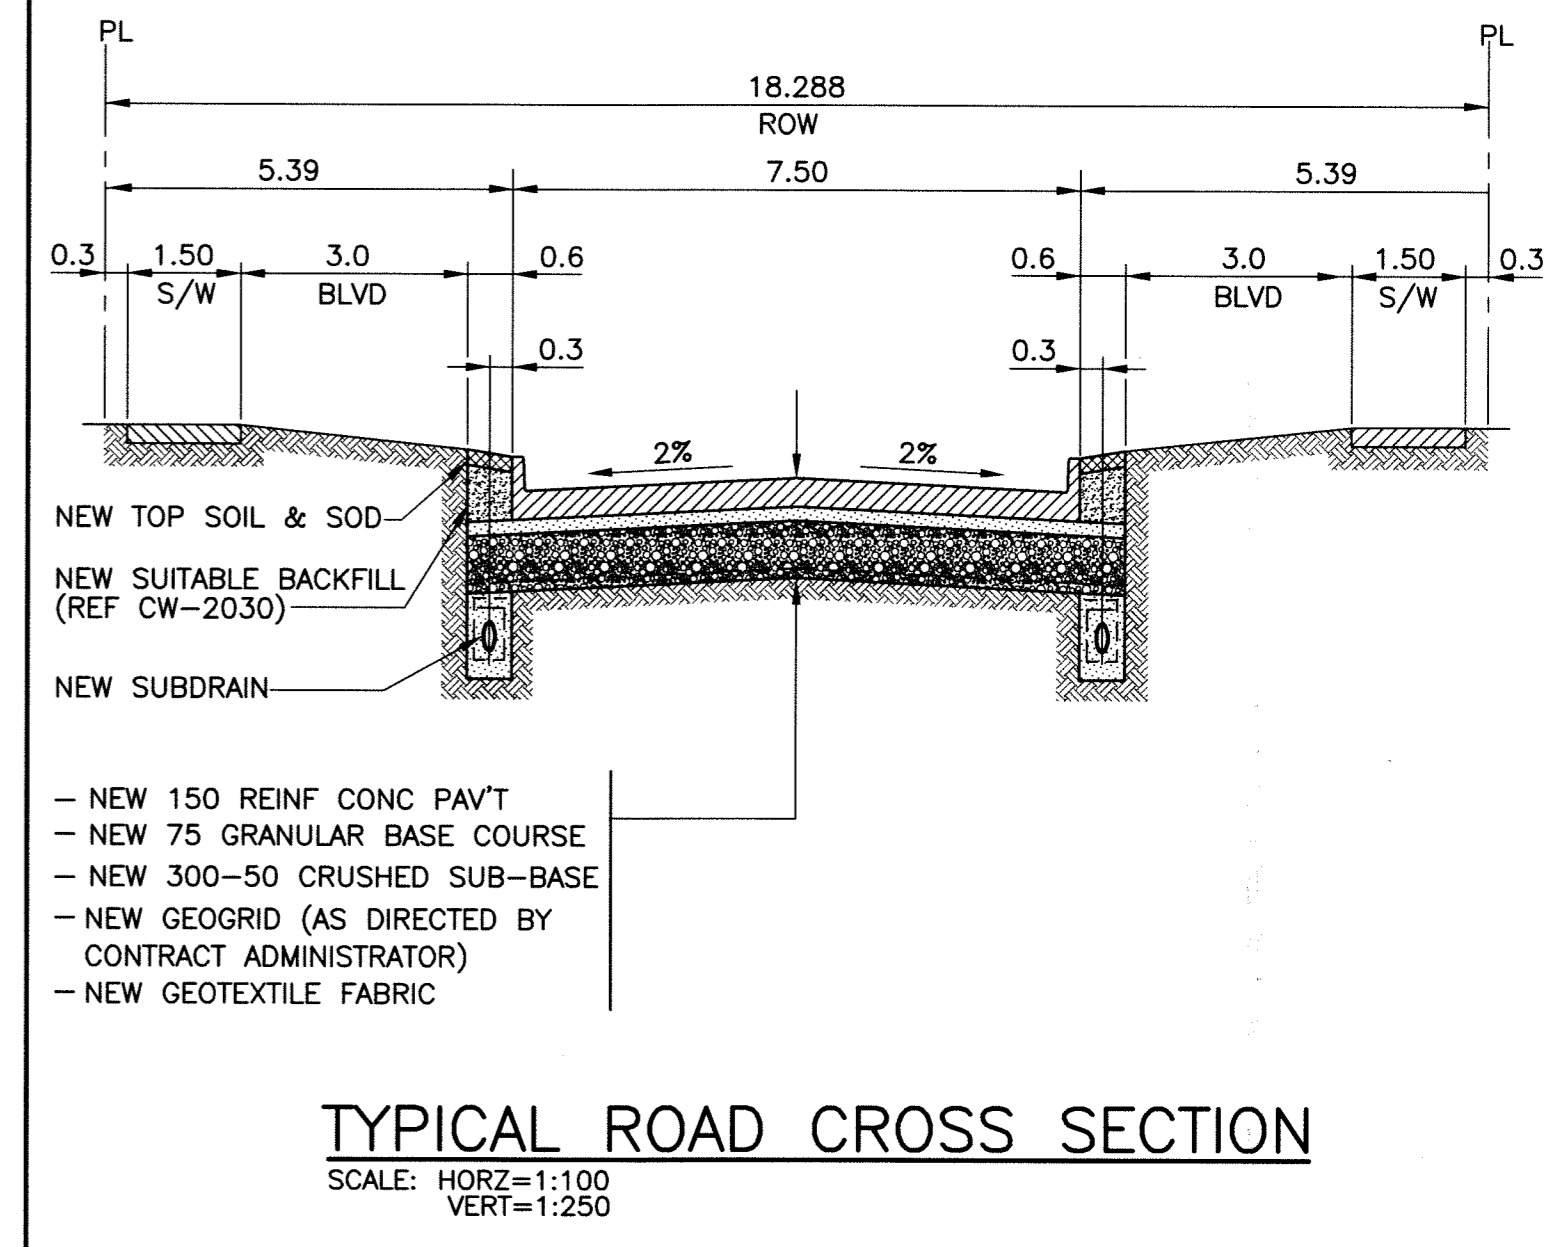 PL PL
18.288
ROW
5.39 7.50 5.39
0.3 1.50 3.0 0.6 0.6 3.0 1.50 0.3
S/W BLVD BLVD S/W
0.3 0.3
2% 2%
NEW TOP SOIL & SOD
NEW SUITABLE BACKFILL
(REF CW-2030)
NEW SUBDRAIN
- NEW 150 REINF CONC PAV'T
- NEW 75 GRANULAR BASE COURSE
- NEW 300-50 CRUSHED SUB-BASE
- NEW GEOGRID (AS DIRECTED BY
CONTRACT ADMINISTRATOR)
- NEW GEOTEXTILE FABRIC
TYPICAL ROAD CROSS SECTION
SCALE: HORZ=1:100
VERT=1:250